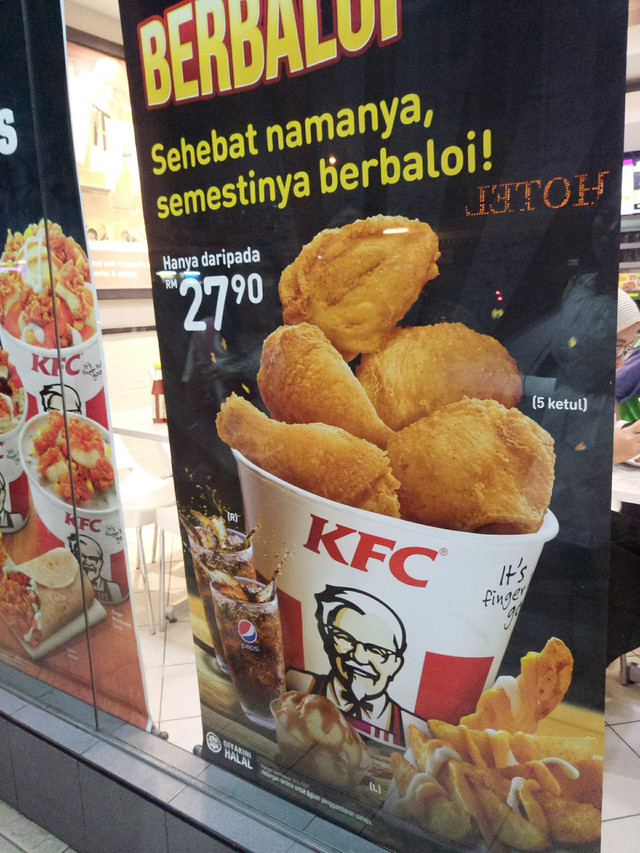 BERBALOI
Sehebat namanya,
semestinya berbaloi!
HOTEL
Hanya daripada
RM
27 90
(5 ketul)
KFC
(R)
KFC®
It's
finger
KFC
pepsi
DIYAKINI
HALAL
(L)
S